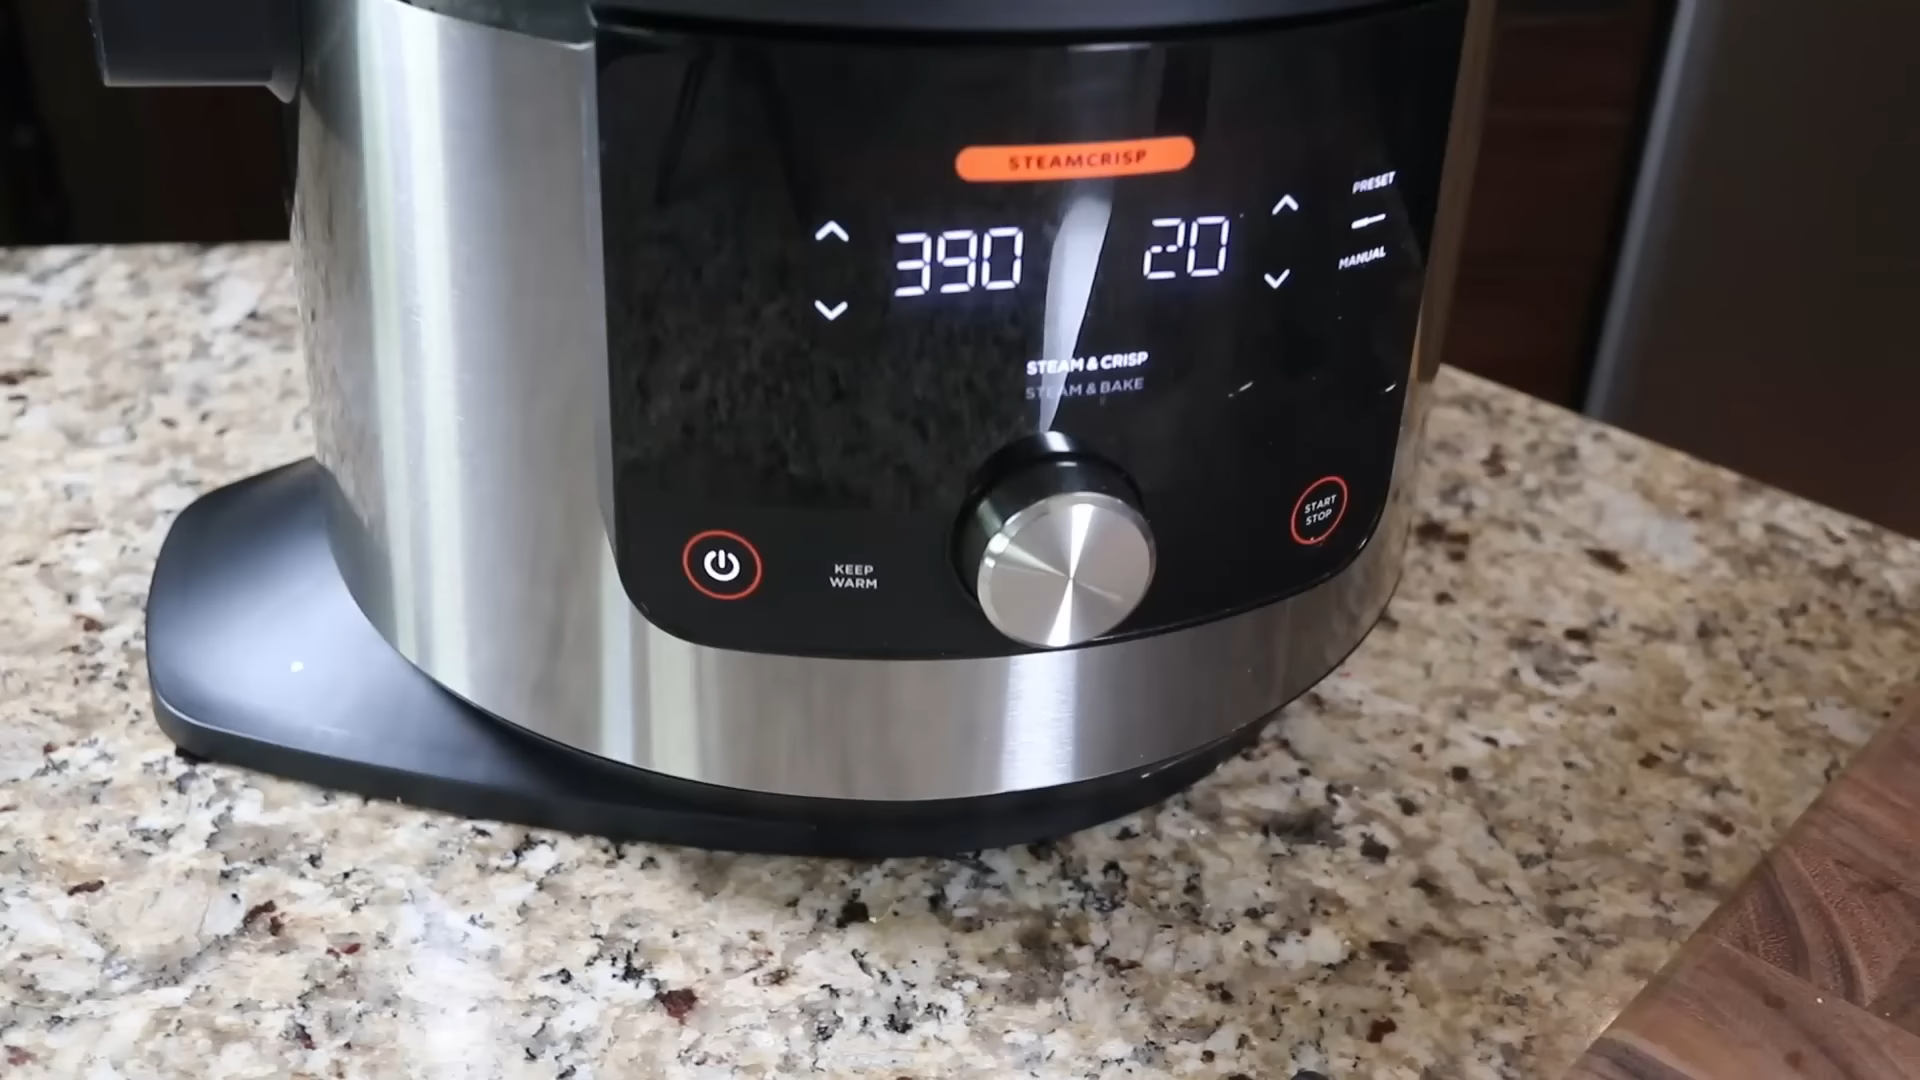 STEAMCRISP
390
20
PRESET
MANUAL
STEAM & CRISP
STEAM & BAKE
KEEP
WARM
START
STOP